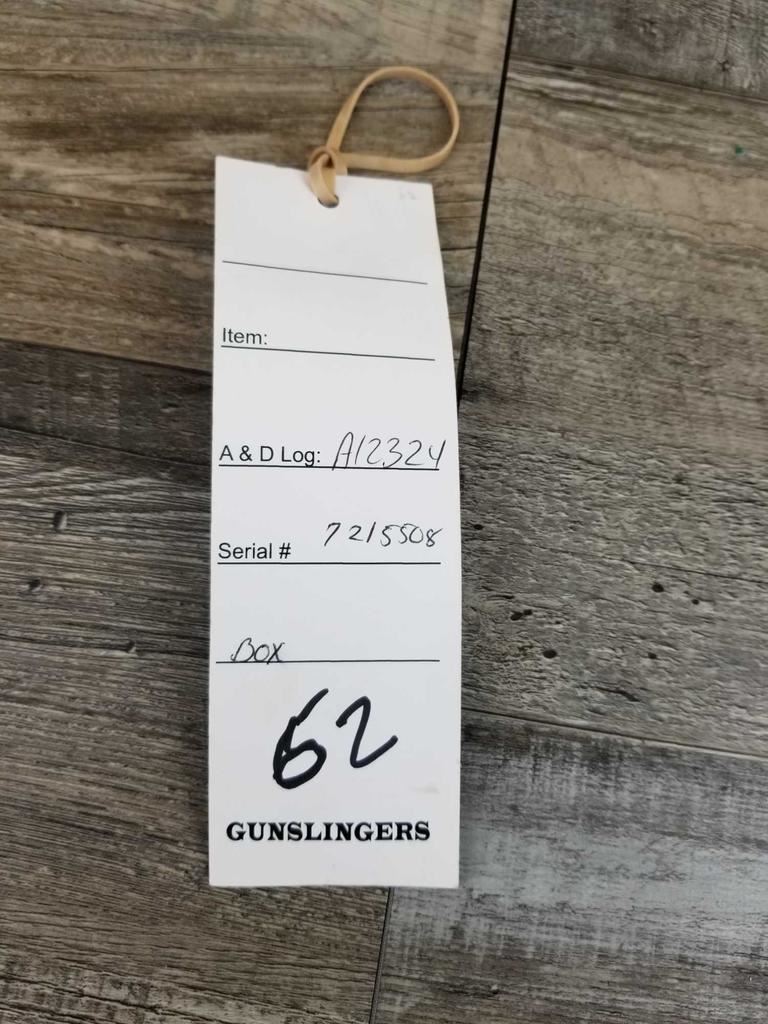 Item:
A & D Log: A12324
Serial # 7215508
Box
62
GUNSLINGERS